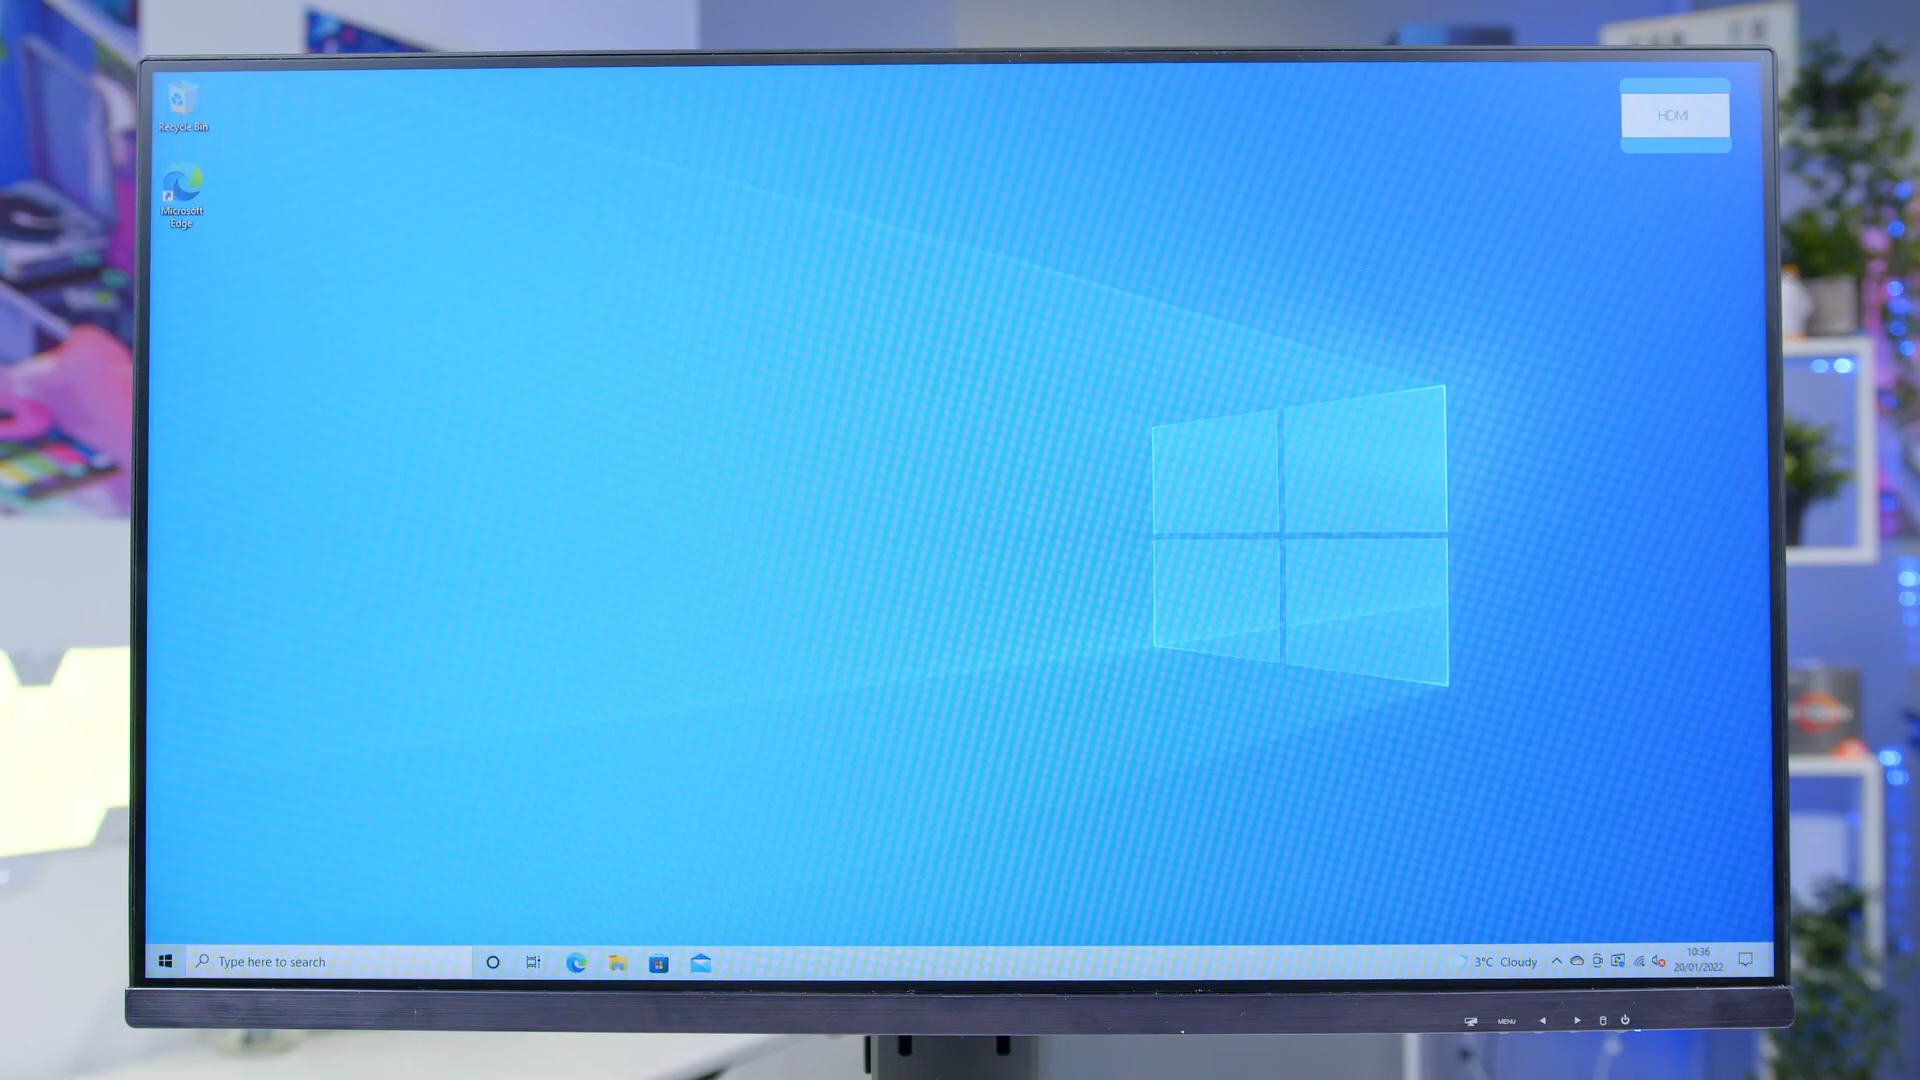 HDMI
Recycle Bin
Microsoft
Edge
Type here to search
3°C Cloudy
10:36
20/01/2022
MENU